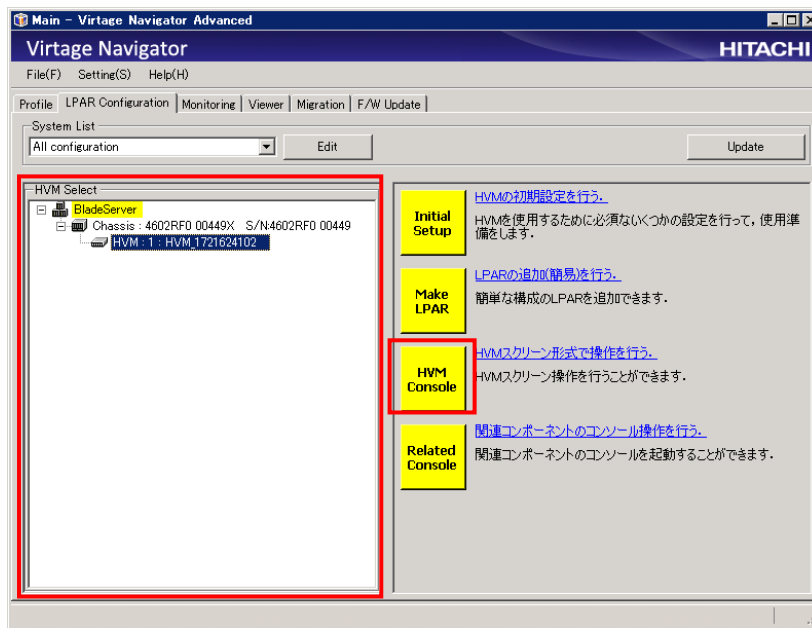 Main - Virtage Navigator Advanced
Virtage Navigator
HITACHI
File(F) Setting(S) Help(H)
Profile LPAR Configuration Monitoring Viewer Migration F/W Update
System List
All configuration Edit Update
HVM Select
BladeServer
Chassis : 4602RF0 00449X S/N:4602RF0 00449
HVM : 1 : HVM_1721624102
Initial Setup
HVMの初期設定を行う.
HVMを使用するために必須ないくつかの設定を行って, 使用準
備をします.
Make LPAR
LPARの追加(簡易)を行う.
簡単な構成のLPARを追加できます.
HVM Console
HVMスクリーン形式で操作を行う.
HVMスクリーン操作を行うことができます.
Related Console
関連コンポーネントのコンソール操作を行う.
関連コンポーネントのコンソールを起動することができます.